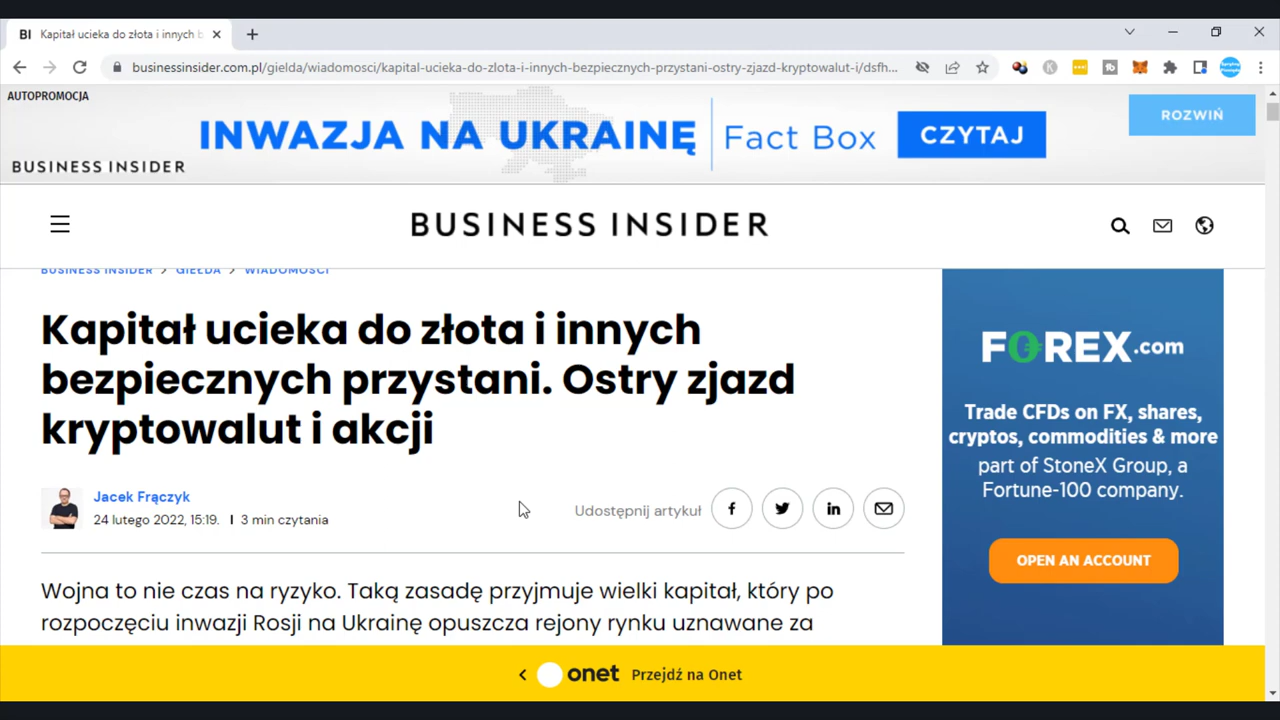 BI Kapitał ucieka do złota i innych b
businessinsider.com.pl/gielda/wiadomosci/kapital-ucieka-do-zlota-i-innych-bezpiecznych-przystani-ostry-zjazd-kryptowalut-i/dsfh...
AUTOPROMOCJA
INWAZJA NA UKRAINĘ Fact Box CZYTAJ
ROZWIŃ
BUSINESS INSIDER
BUSINESS INSIDER
BUSINESS INSIDER > GIEŁDA > WIADOMOŚCI
Kapitał ucieka do złota i innych
bezpiecznych przystani. Ostry zjazd
kryptowalut i akcji
Jacek Frączyk
24 lutego 2022, 15:19. I 3 min czytania
Udostępnij artykuł
Wojna to nie czas na ryzyko. Taką zasadę przyjmuje wielki kapitał, który po
rozpoczęciu inwazji Rosji na Ukrainę opuszcza rejony rynku uznawane za
FOREX.com
Trade CFDs on FX, shares,
cryptos, commodities & more
part of StoneX Group, a
Fortune-100 company.
OPEN AN ACCOUNT
onet Przejdź na Onet